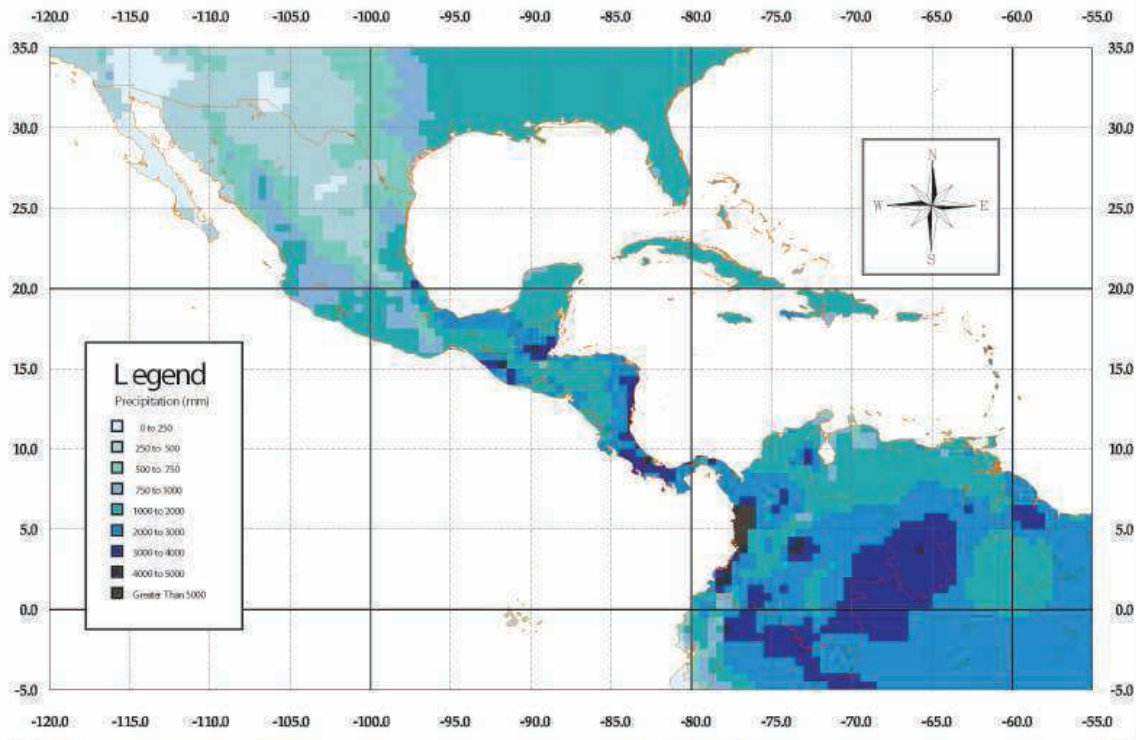 -120.0 -115.0 -110.0 -105.0 -100.0 -95.0 -90.0 -85.0 -80.0 -75.0 -70.0 -65.0 -60.0 -55.0
35.0 35.0
30.0 30.0
N
W E
25.0 25.0
S
20.0 20.0
15.0 15.0
Legend
Precipitation (mm)
0 to 250
250 to 500
10.0 10.0
500 to 750
750 to 1000
1000 to 2000
5.0 5.0
2000 to 3000
3000 to 4000
4000 to 5000
Greater Than 5000
0.0 0.0
-5.0 -5.0
-120.0 -115.0 -110.0 -105.0 -100.0 -95.0 -90.0 -85.0 -80.0 -75.0 -70.0 -65.0 -60.0 -55.0